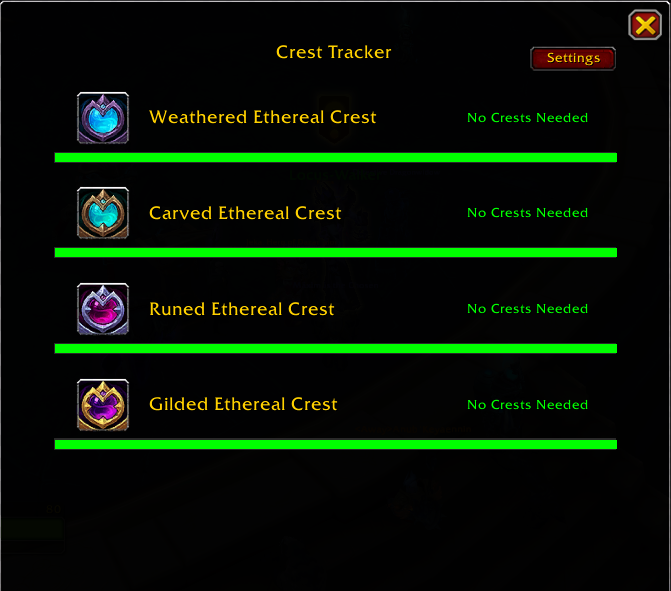 Crest Tracker
Settings
Weathered Ethereal Crest
No Crests Needed
Carved Ethereal Crest
No Crests Needed
Runed Ethereal Crest
No Crests Needed
Gilded Ethereal Crest
No Crests Needed